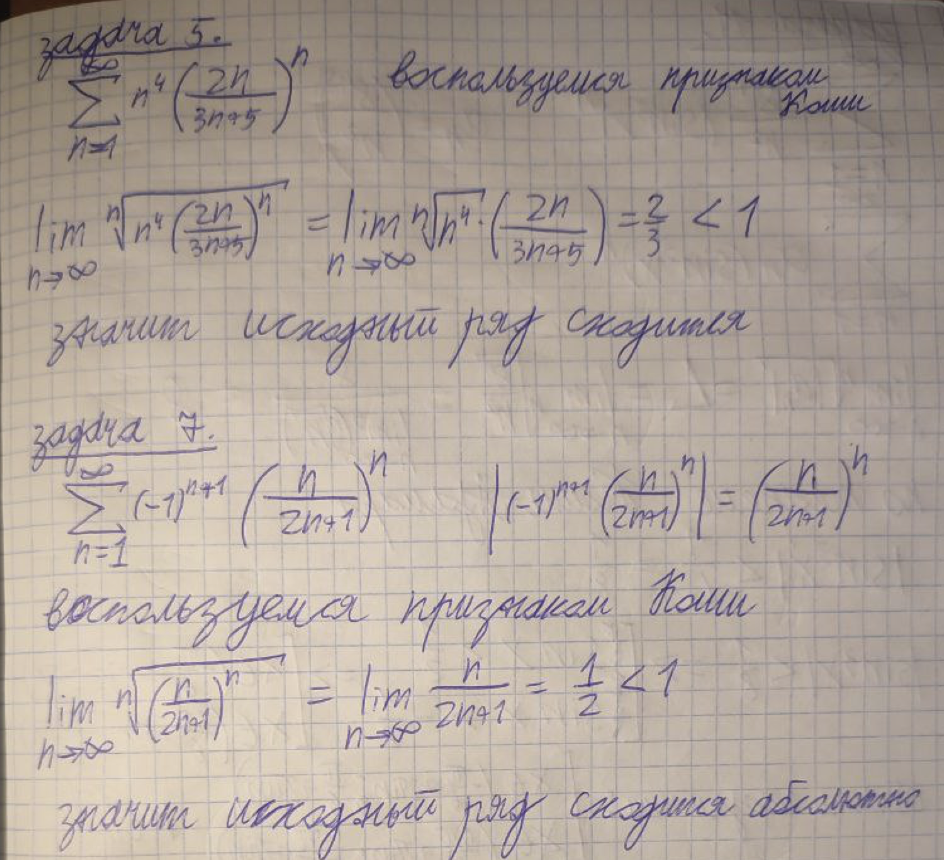 задача 5.
∑_{n=1}^{∞} n⁴ (2n/(3n+5))ⁿ воспользуемся признаком Коши
lim_{n→∞} ⁿ√(n⁴ (2n/(3n+5))ⁿ) = lim_{n→∞} ⁿ√(n⁴) · (2n/(3n+5)) = 2/3 < 1
значит исходный ряд сходится
задача 7.
∑_{n=1}^{∞} (-1)ⁿ⁺¹ (n/(2n+1))ⁿ |(-1)ⁿ⁺¹ (n/(2n+1))ⁿ| = (n/(2n+1))ⁿ
воспользуемся признаком Коши
lim_{n→∞} ⁿ√((n/(2n+1))ⁿ) = lim_{n→∞} n/(2n+1) = 1/2 < 1
значит исходный ряд сходится абсолютно